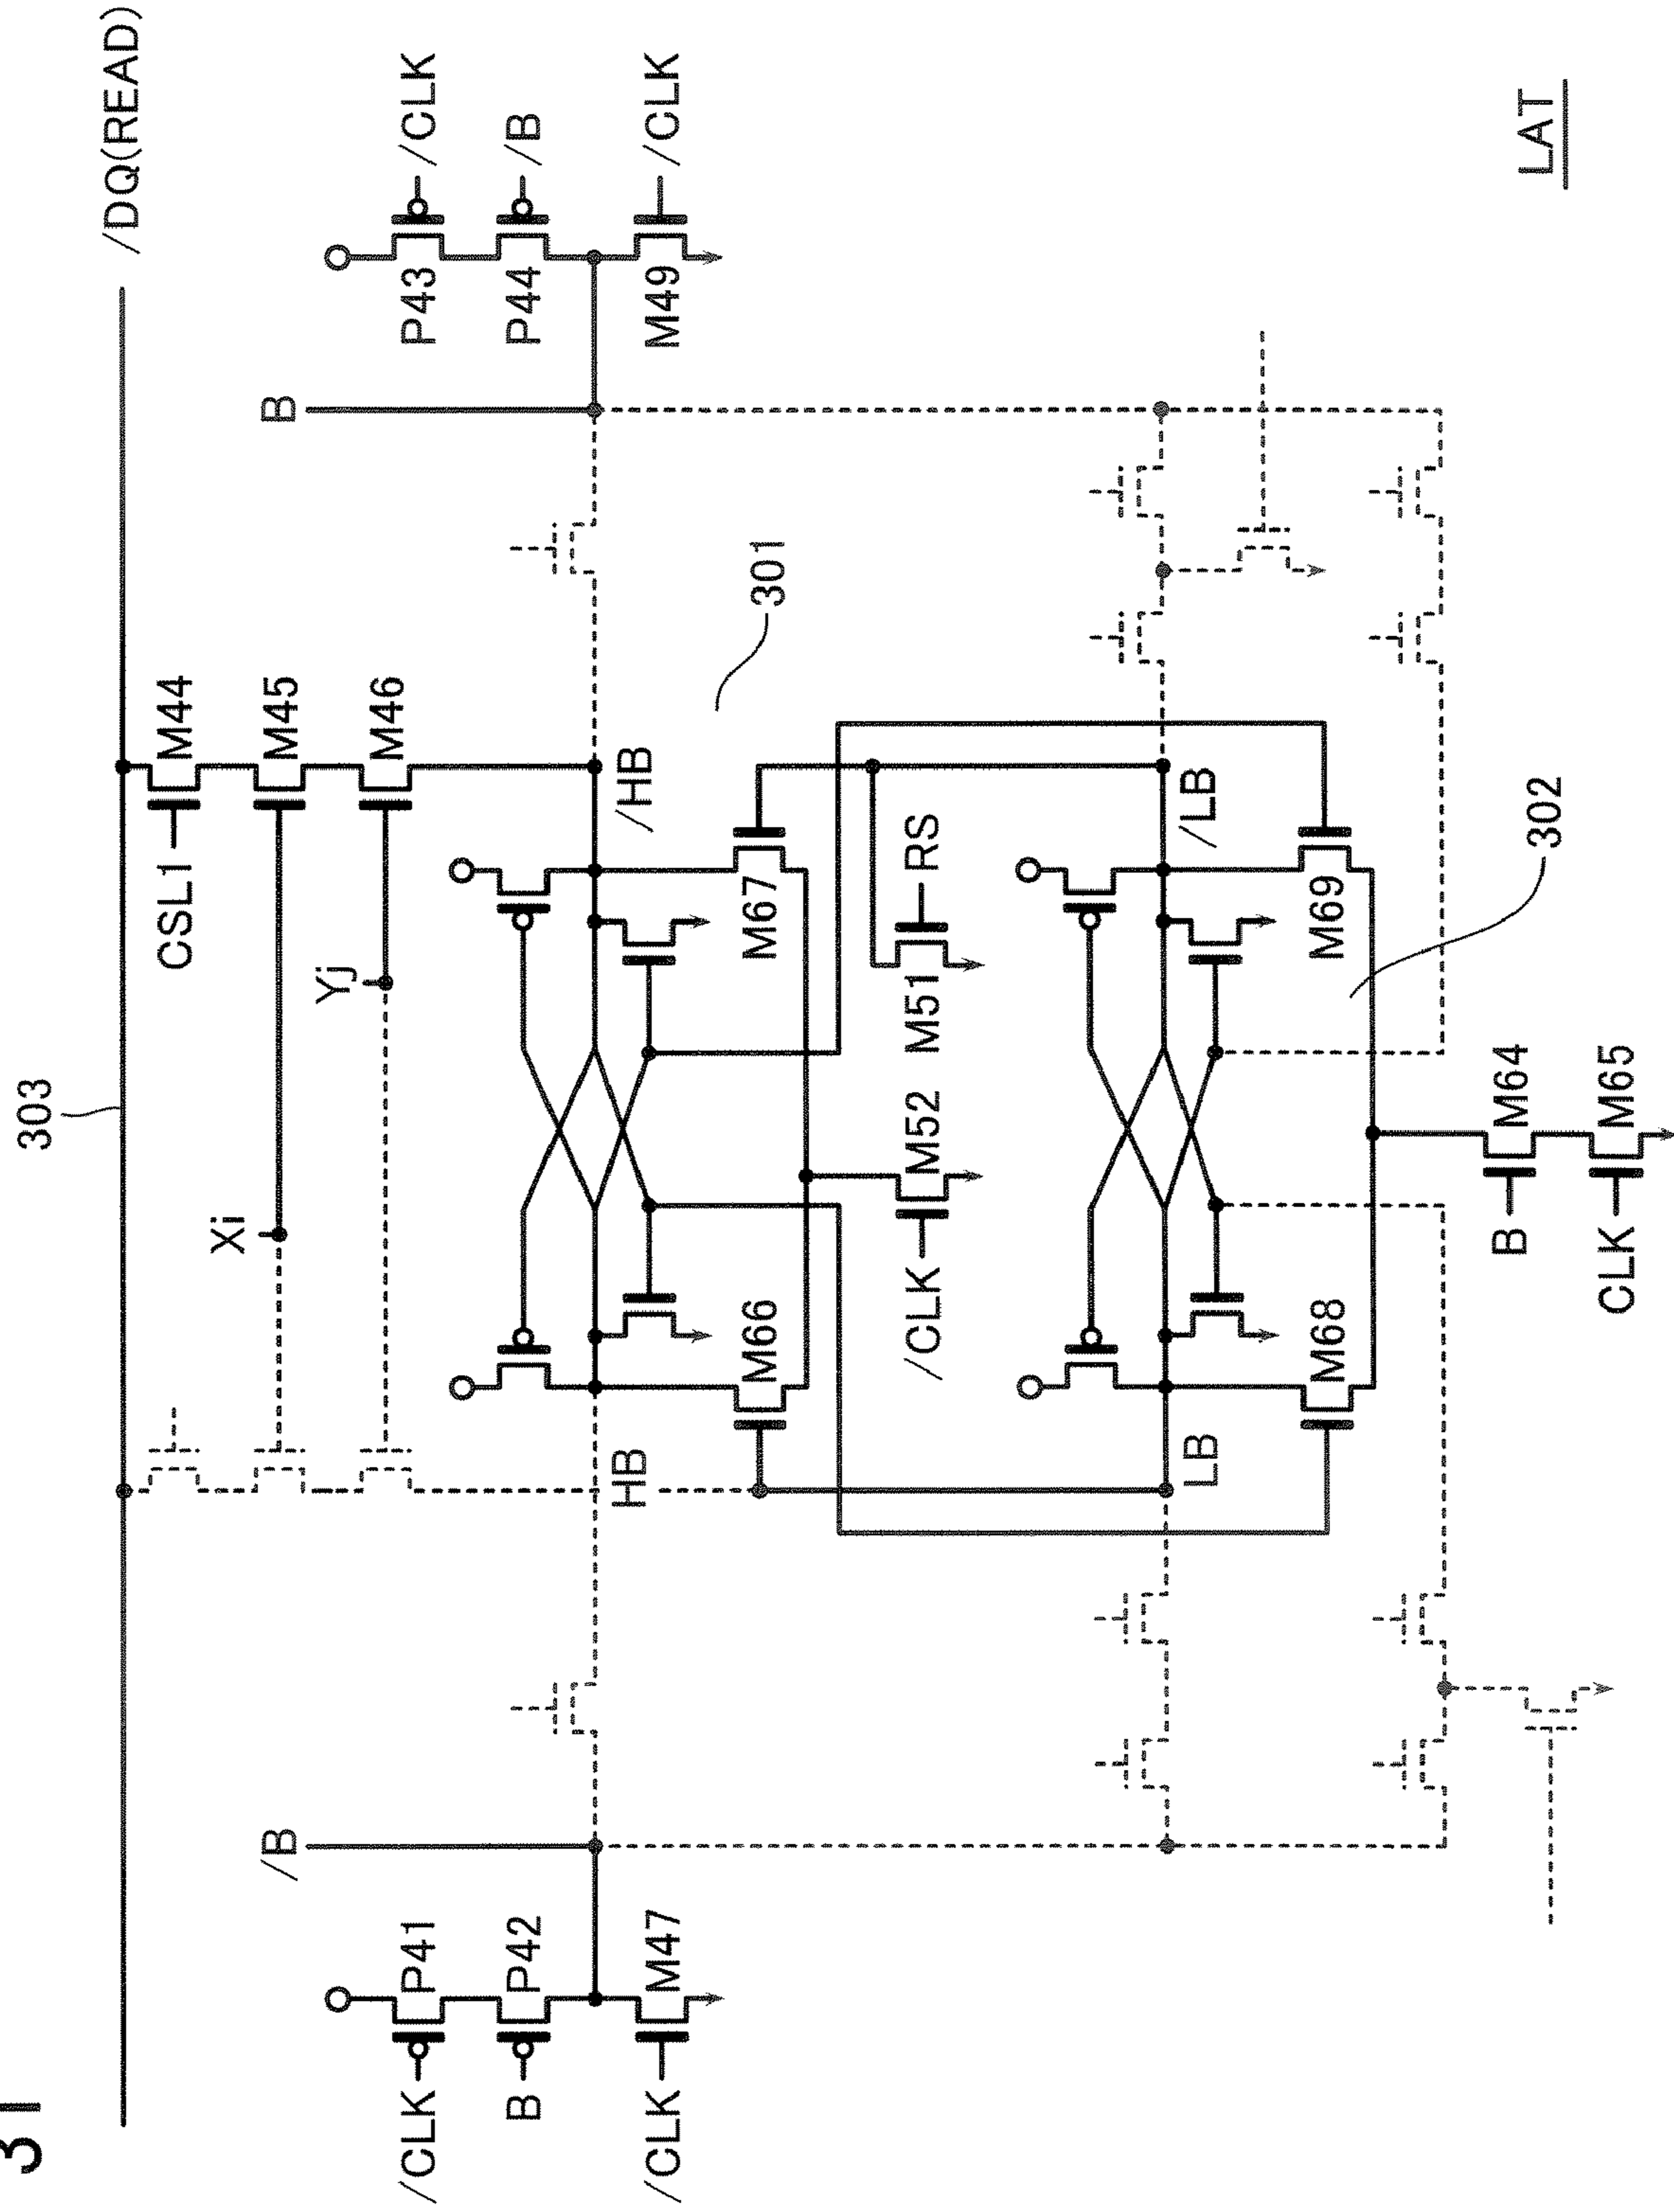 31
303
/DQ(READ)
CSL1
M44
Xi
M45
Yj
M46
/B
B
/CLK
P41
P43
/CLK
B
P42
P44
/B
/CLK
M47
M49
/CLK
HB
/HB
M66
M67
301
/CLK
M52
M51
RS
LB
/LB
M68
M69
302
B
M64
CLK
M65
LAT